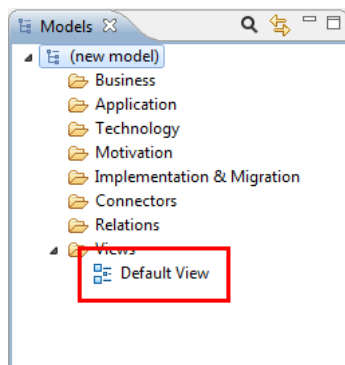 Models
(new model)
Business
Application
Technology
Motivation
Implementation & Migration
Connectors
Relations
Views
Default View